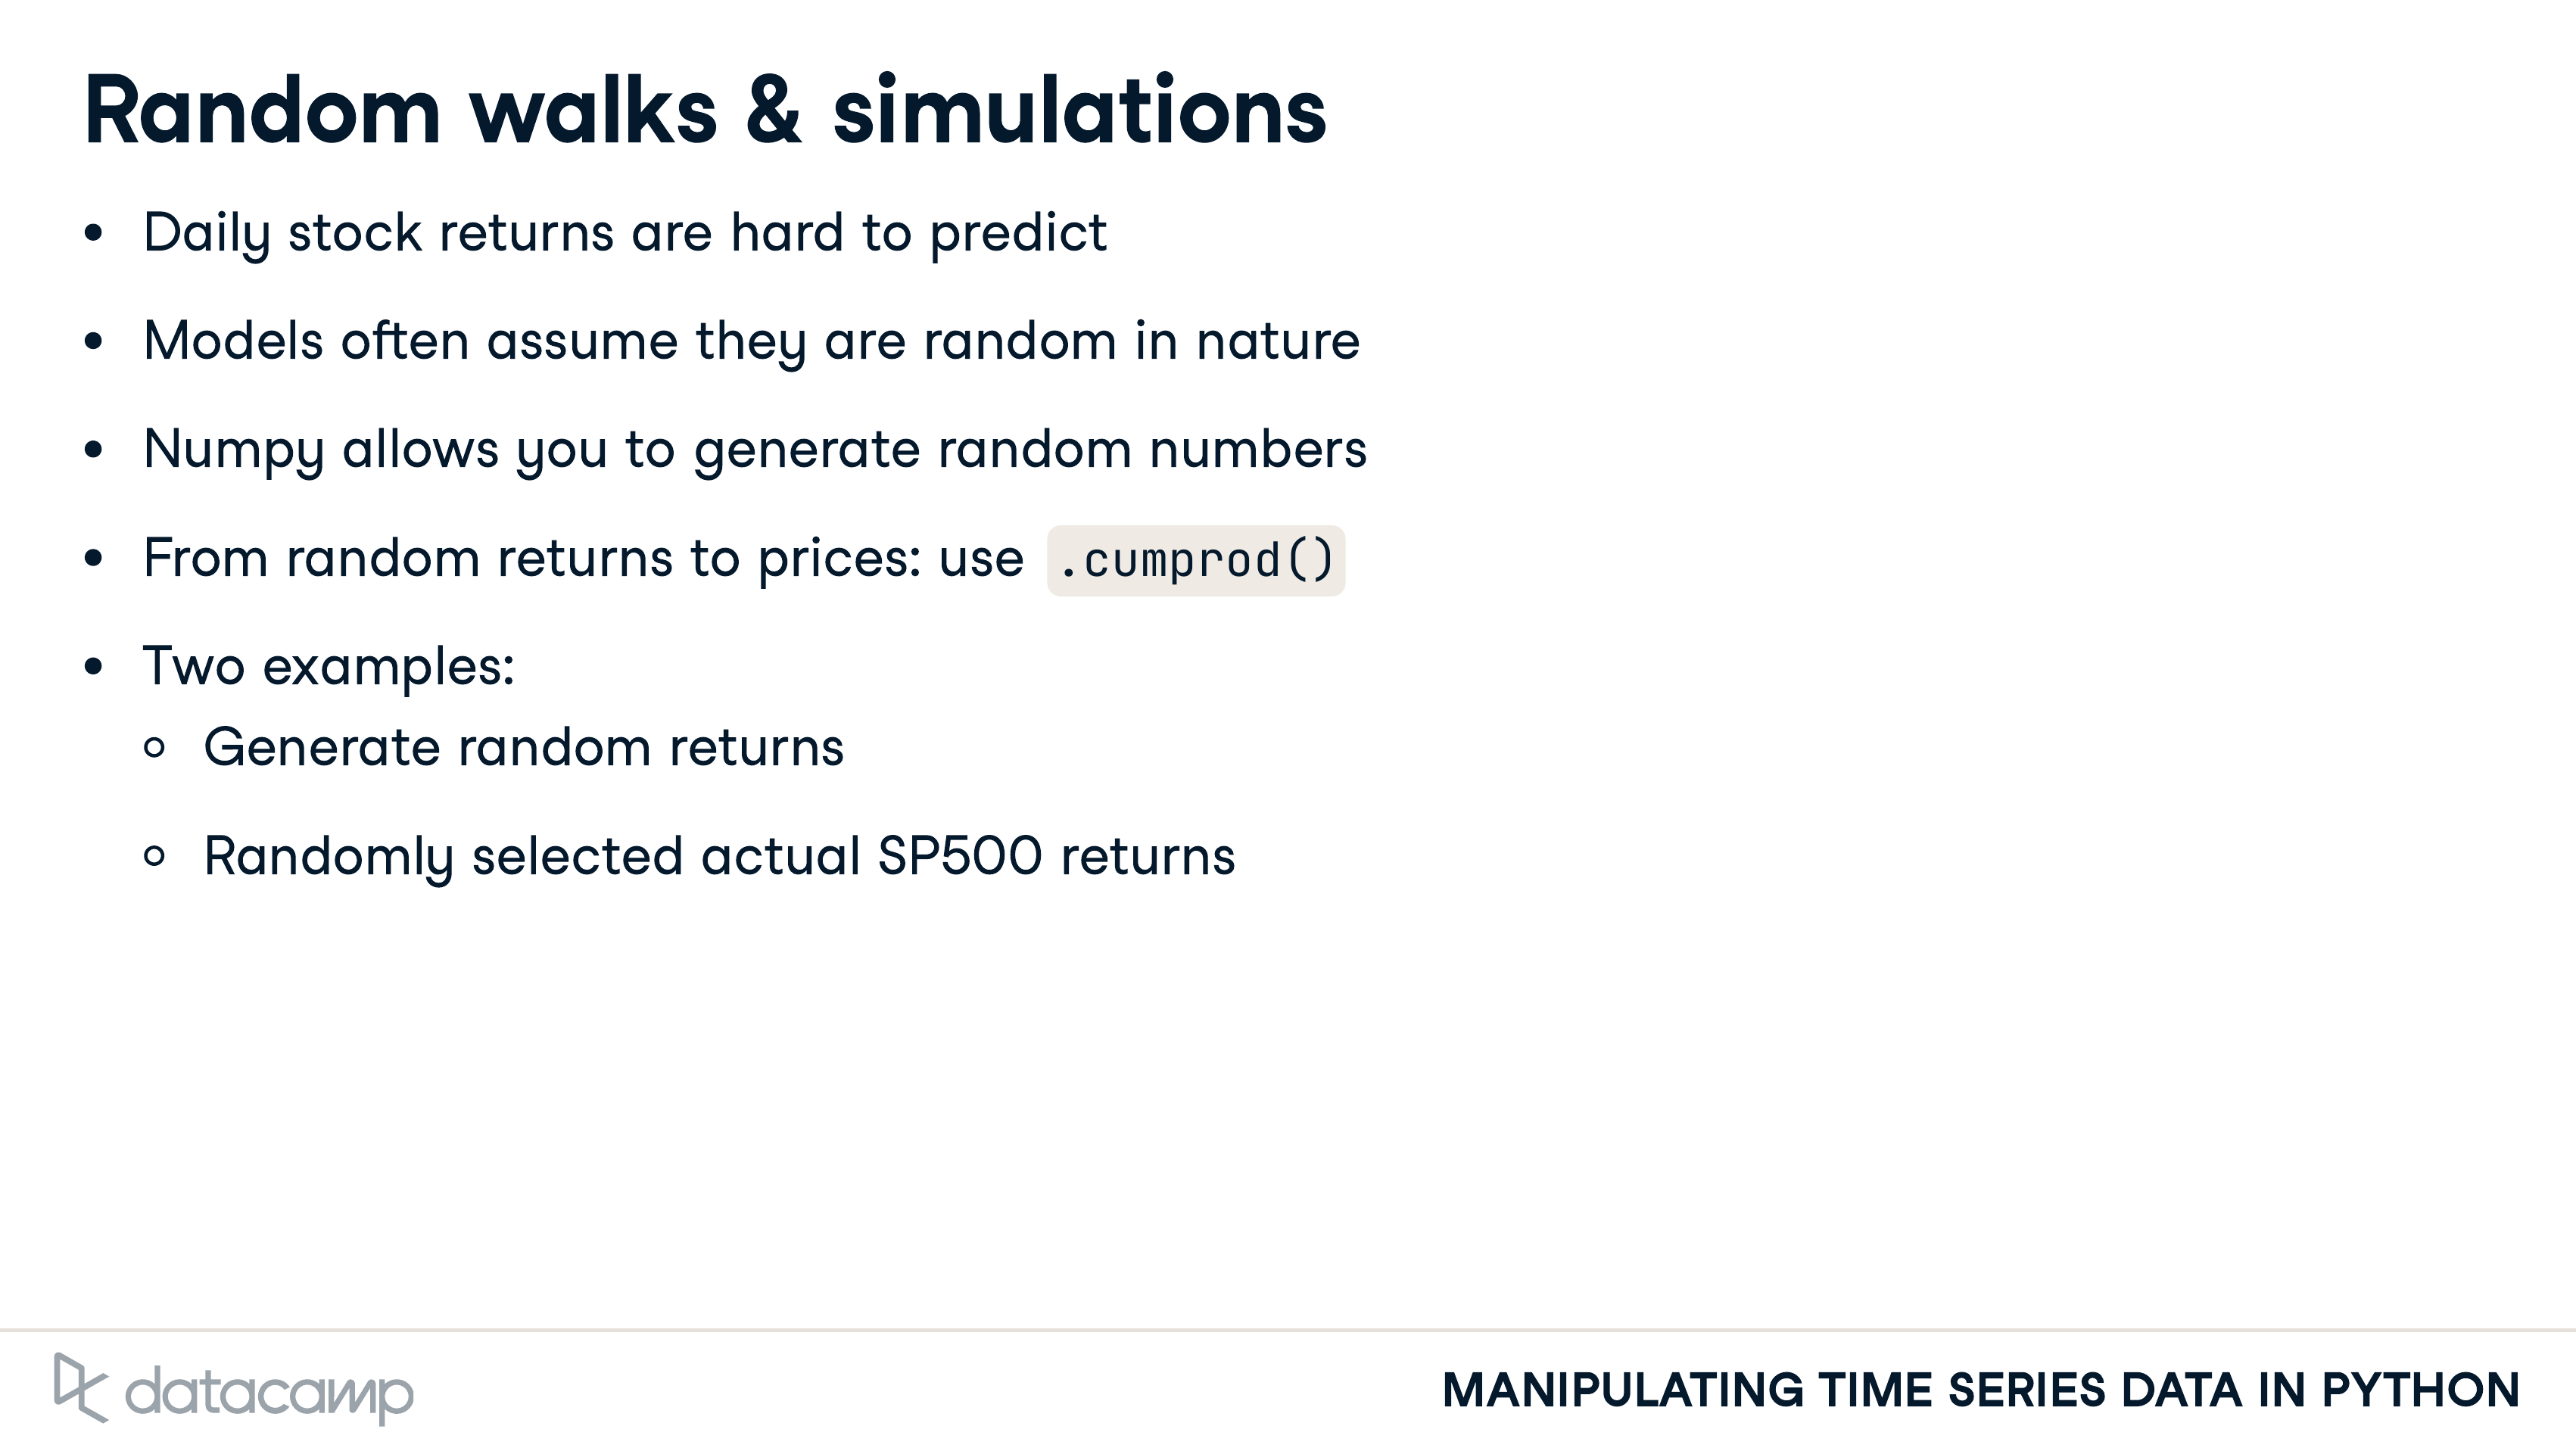 Random walks & simulations
• Daily stock returns are hard to predict
• Models often assume they are random in nature
• Numpy allows you to generate random numbers
• From random returns to prices: use .cumprod()
• Two examples:
○ Generate random returns
○ Randomly selected actual SP500 returns
datacamp
MANIPULATING TIME SERIES DATA IN PYTHON